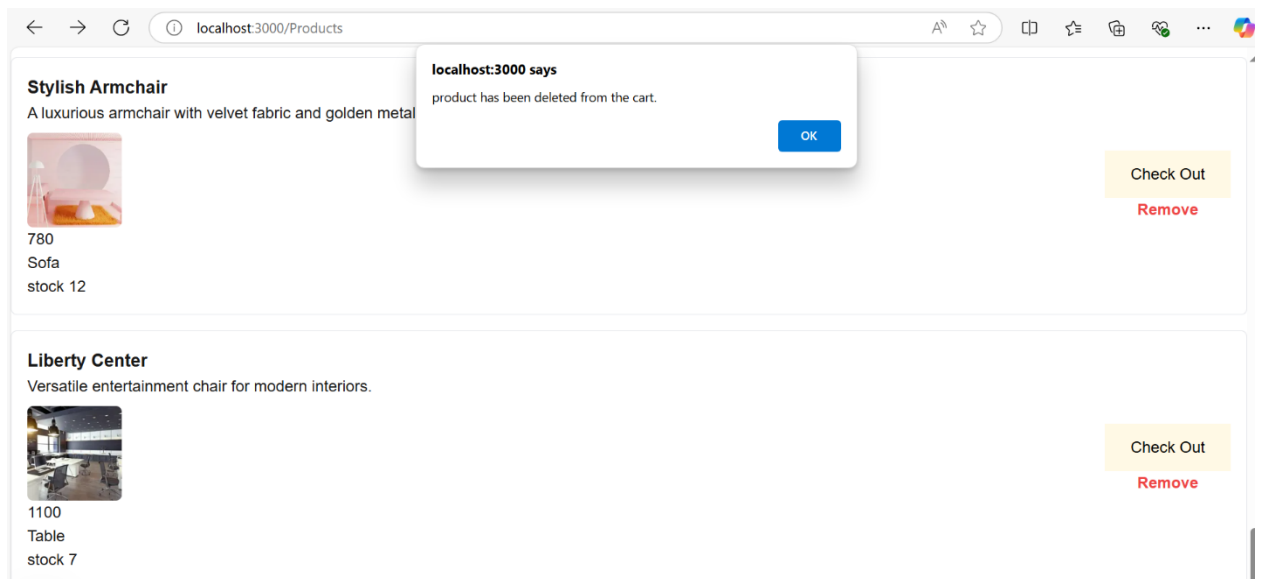 localhost:3000/Products
localhost:3000 says
product has been deleted from the cart.
OK
Stylish Armchair
A luxurious armchair with velvet fabric and golden metal
780
Sofa
stock 12
Check Out
Remove
Liberty Center
Versatile entertainment chair for modern interiors.
1100
Table
stock 7
Check Out
Remove